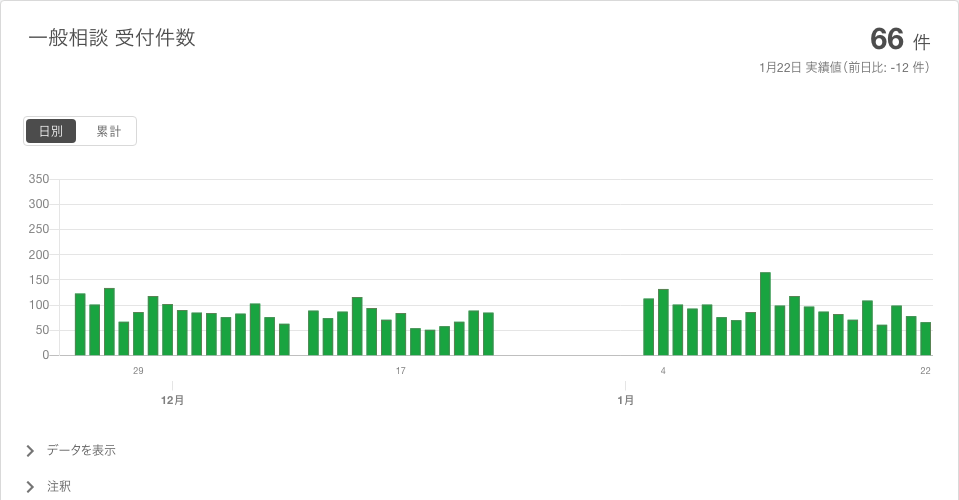 一般相談 受付件数
66 件
1月22日 実績値（前日比: -12 件）
日別 累計
350
300
250
200
150
100
50
0
29 17 4 22
12月 1月
データを表示
注釈